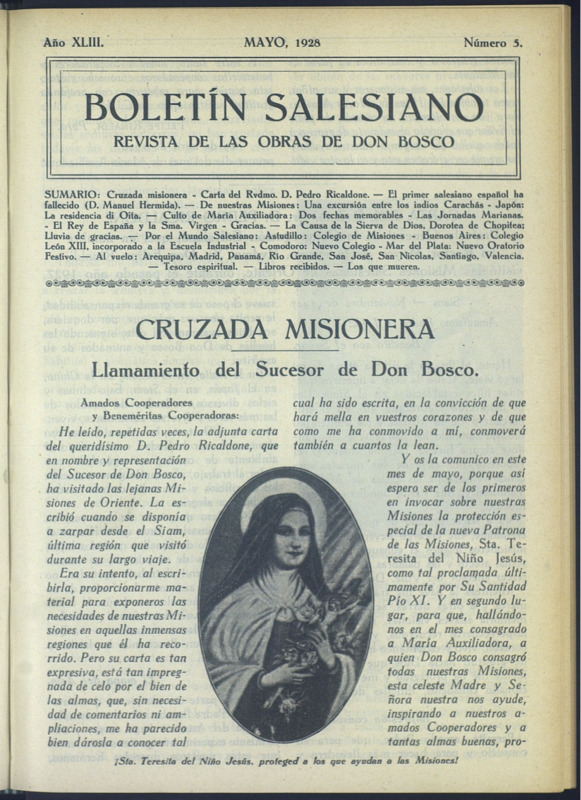 Año XLIII. MAYO, 1928 Número 5.
BOLETÍN SALESIANO
REVISTA DE LAS OBRAS DE DON BOSCO
SUMARIO: Cruzada misionera - Carta del Rvdmo. D. Pedro Ricaldone. — El primer salesiano español ha
fallecido (D. Manuel Hermida). — De nuestras Misiones: Una excursión entre los indios Carachás - Japón:
La residencia di Oita. — Culto de María Auxiliadora: Dos fechas memorables - Las Jornadas Marianas.
- El Rey de España y la Sma. Virgen - Gracias. — La Causa de la Sierva de Dios, Dorotea de Chopitea;
Lluvia de gracias. — Por el Mundo Salesiano: Astudillo: Colegio de Misiones - Buenos Aires: Colegio
León XIII, incorporado a la Escuela Industrial - Comodoro: Nuevo Colegio - Mar del Plata: Nuevo Oratorio
Festivo. — Al vuelo: Arequipa, Madrid, Panamá, Río Grande, San José, San Nicolas, Santiago, Valencia.
— Tesoro espiritual. — Libros recibidos. — Los que mueren.
CRUZADA MISIONERA
Llamamiento del Sucesor de Don Bosco.
Amados Cooperadores
y Beneméritas Cooperadoras:
He leído, repetidas veces, la adjunta carta
del queridísimo D. Pedro Ricaldone, que
en nombre y representación
del Sucesor de Don Bosco,
ha visitado las lejanas Mi-
siones de Oriente. La es-
cribió cuando se disponía
a zarpar desde el Siam,
última región que visitó
durante su largo viaje.
Era su intento, al escri-
birla, proporcionarme ma-
terial para exponeros las
necesidades de nuestras Mi-
siones en aquellas inmensas
regiones que él ha reco-
rrido. Pero su carta es tan
expresiva, está tan impreg-
nada de celo por el bien de
las almas, que, sin necesi-
dad de comentarios ni am-
pliaciones, me ha parecido
bien dárosla a conocer tal
cual ha sido escrita, en la convicción de que
hará mella en vuestros corazones y de que
como me ha conmovido a mí, conmoverá
también a cuantos la lean.
Y os la comunico en este
mes de mayo, porque así
espero ser de los primeros
en invocar sobre nuestras
Misiones la protección es-
pecial de la nueva Patrona
de las Misiones, Sta. Te-
resita del Niño Jesús,
como tal proclamada últi-
mamente por Su Santidad
Pío XI. Y en segundo lu-
gar, para que, hallándo-
nos en el mes consagrado
a María Auxiliadora, a
quien Don Bosco consagró
todas nuestras Misiones,
esta celeste Madre y Se-
ñora nuestra nos ayude,
inspirando a nuestros a-
mados Cooperadores y a
tantas almas buenas, pro-
¡Sta. Teresita del Niño Jesús, proteged a los que ayudan a las Misiones!